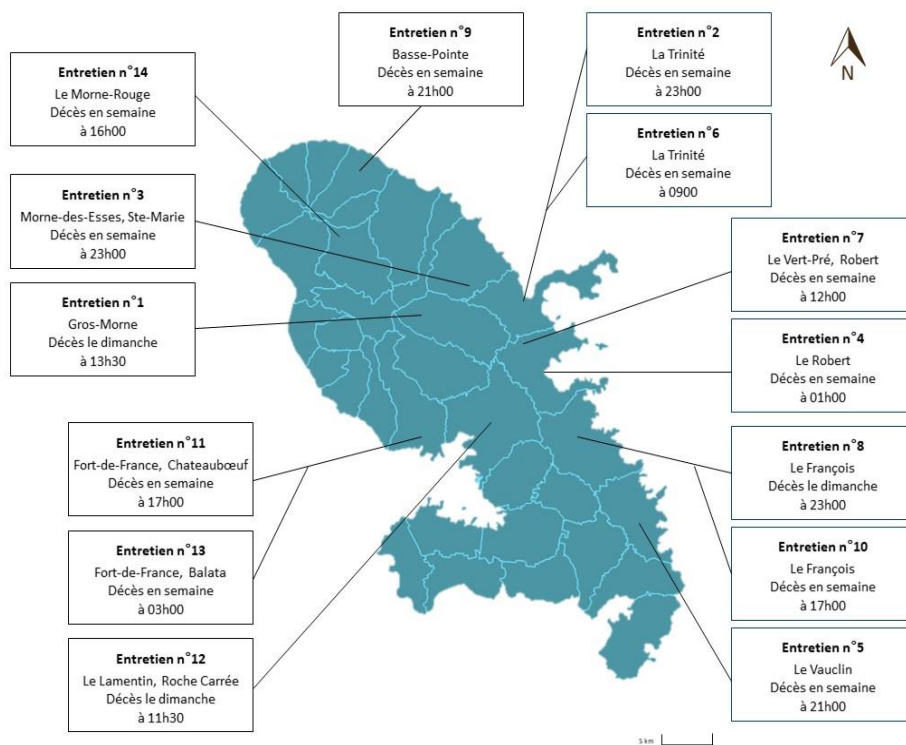 Entretien n°9
Basse-Pointe
Décès en semaine
à 21h00
Entretien n°2
La Trinité
Décès en semaine
à 23h00
N
Entretien n°14
Le Morne-Rouge
Décès en semaine
à 16h00
Entretien n°6
La Trinité
Décès en semaine
à 0900
Entretien n°3
Morne-des-Esses, Ste-Marie
Décès en semaine
à 23h00
Entretien n°7
Le Vert-Pré, Robert
Décès en semaine
à 12h00
Entretien n°1
Gros-Morne
Décès le dimanche
à 13h30
Entretien n°4
Le Robert
Décès en semaine
à 01h00
Entretien n°11
Fort-de-France, Chateaubœuf
Décès en semaine
à 17h00
Entretien n°8
Le François
Décès le dimanche
à 23h00
Entretien n°13
Fort-de-France, Balata
Décès en semaine
à 03h00
Entretien n°10
Le François
Décès en semaine
à 17h00
Entretien n°12
Le Lamentin, Roche Carrée
Décès le dimanche
à 11h30
Entretien n°5
Le Vauclin
Décès en semaine
à 21h00
5 km